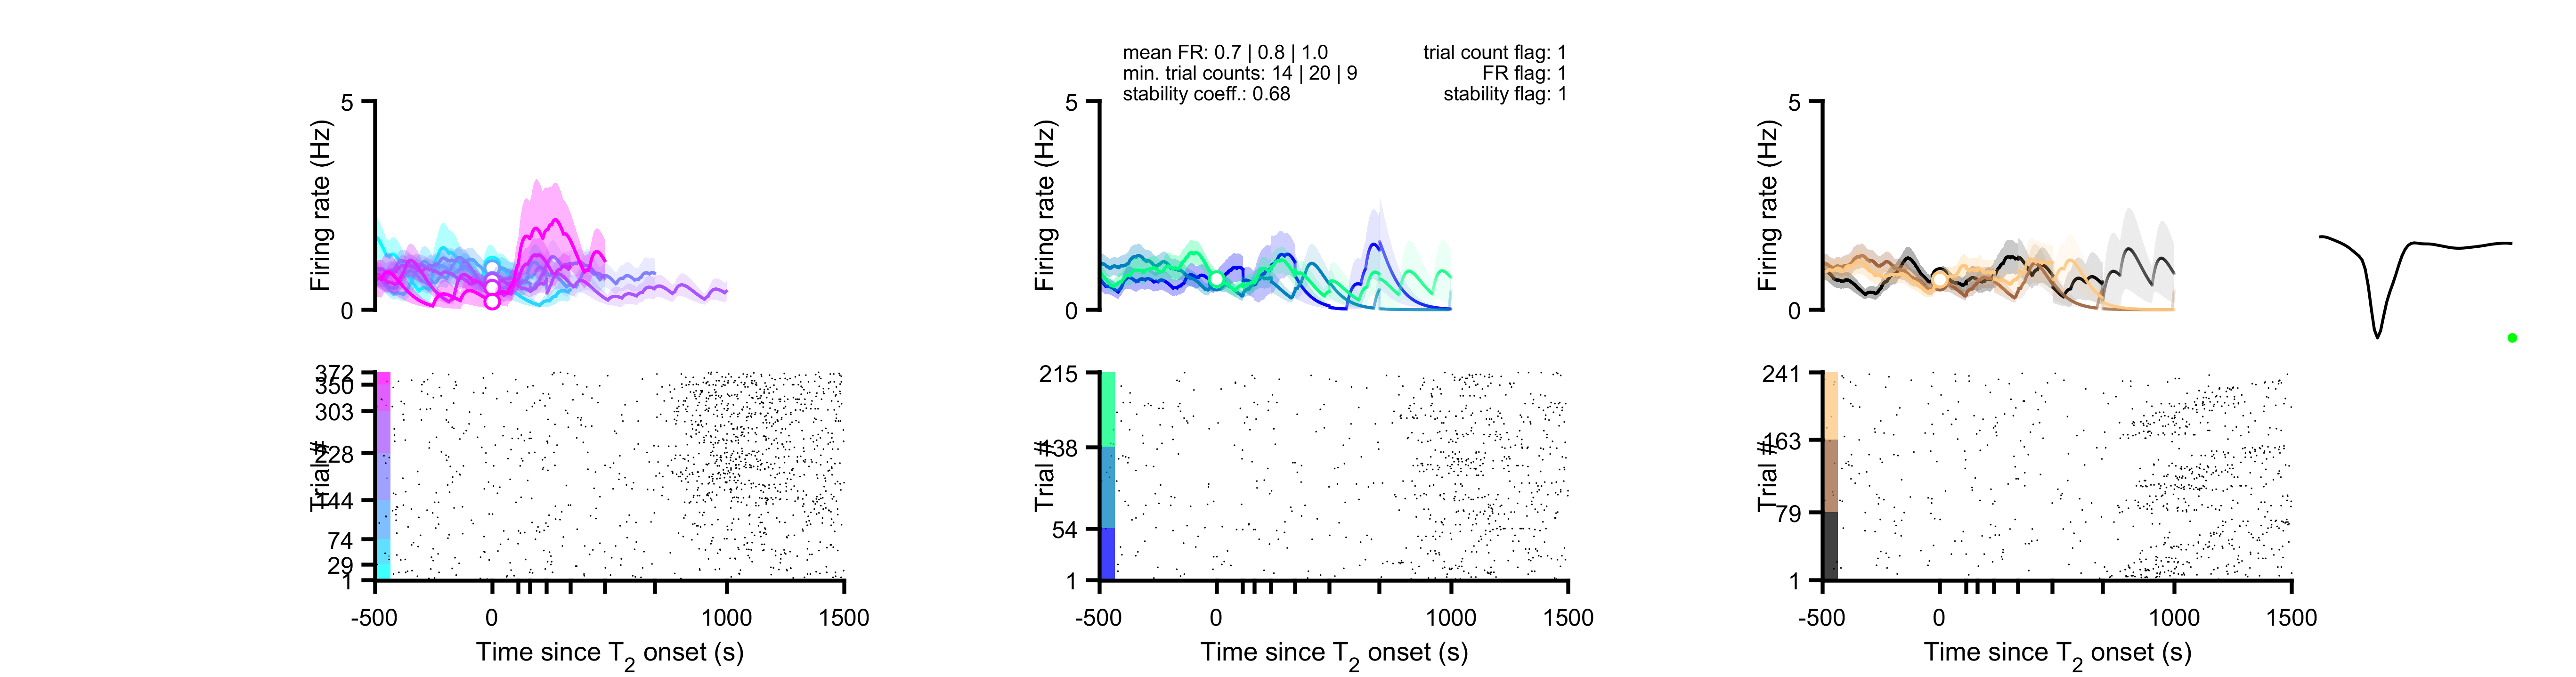 mean FR: 0.7 | 0.8 | 1.0
min. trial counts: 14 | 20 | 9
stability coeff.: 0.68
trial count flag: 1
FR flag: 1
stability flag: 1
5
0
Firing rate (Hz)
5
0
Firing rate (Hz)
5
0
Firing rate (Hz)
372
350
303
228
144
74
29
1
Trial #
-500
0
1000
1500
Time since T2 onset (s)
215
138
54
1
Trial #
-500
0
1000
1500
Time since T2 onset (s)
241
163
79
1
Trial #
-500
0
1000
1500
Time since T2 onset (s)